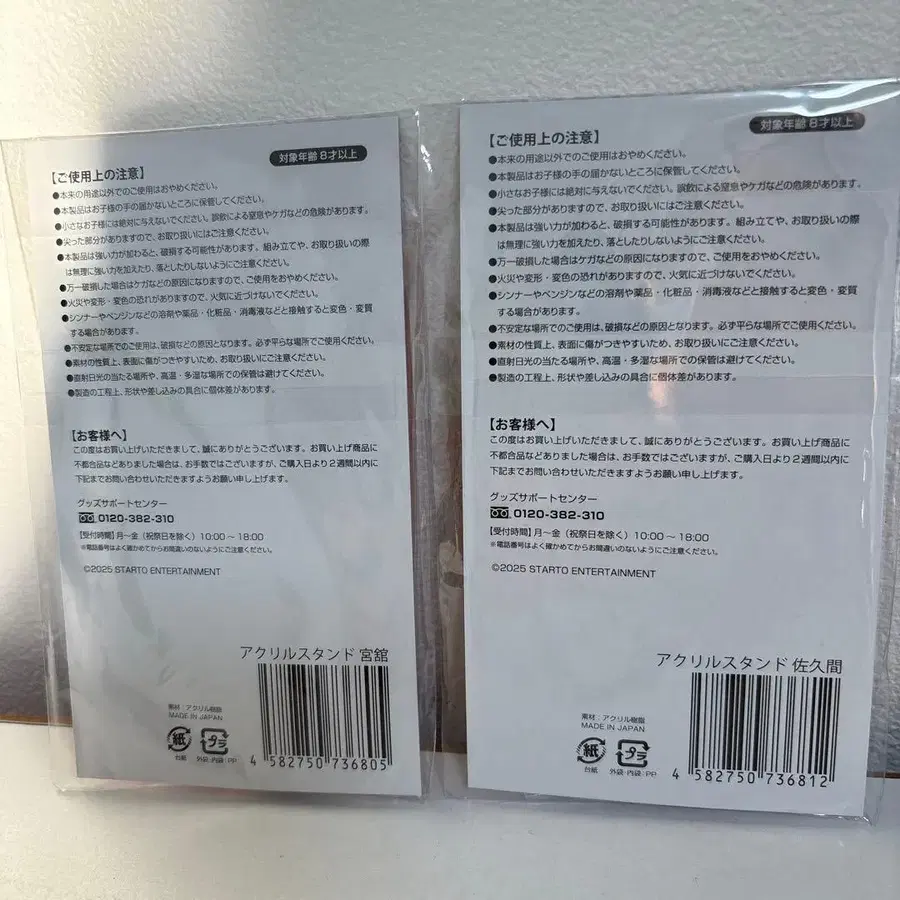 対象年齢 8才以上
【ご使用上の注意】
●本来の用途以外でのご使用はおやめください。
●本製品はお子様の手の届かないところに保管してください。
●小さなお子様には絶対に与えないでください。誤飲による窒息やケガなどの危険があります。
●尖った部分がありますので、お取り扱いにはご注意ください。
●本製品は強い力が加わると、破損する可能性があります。組み立てや、お取り扱いの際
は無理に強い力を加えたり、落としたりしないようにご注意ください。
●万一破損した場合はケガなどの原因になりますので、ご使用をおやめください。
●火災や変形・変色の恐れがありますので、火気に近づけないでください。
●シンナーやベンジンなどの溶剤や薬品・化粧品・消毒液などと接触すると変色・変質
する場合があります。
●不安定な場所でのご使用は、破損などの原因となります。必ず平らな場所でご使用ください。
●素材の性質上、表面に傷がつきやすいため、お取り扱いにご注意ください。
●直射日光の当たる場所や、高温・多湿な場所での保管は避けてください。
●製造の工程上、形状や差し込みの具合に個体差があります。
【お客様へ】
この度はお買い上げいただきまして、誠にありがとうございます。お買い上げ商品に
不都合品などありました場合は、お手数ではございますが、ご購入日より2週間以内に
下記までお問い合わせいただきますようお願い申し上げます。
グッズサポートセンター
0120-382-310
【受付時間】月〜金（祝祭日を除く）10:00〜18:00
※電話番号はよく確かめてからお間違いのないようにご注意ください。
©2025 STARTO ENTERTAINMENT
アクリルスタンド 宮舘
素材：アクリル樹脂
MADE IN JAPAN
紙
プラ
台紙
外袋・内袋：PP
4 582750 736805
対象年齢 8才以上
【ご使用上の注意】
●本来の用途以外でのご使用はおやめください。
●本製品はお子様の手の届かないところに保管してください。
●小さなお子様には絶対に与えないでください。誤飲による窒息やケガなどの危険があります。
●尖った部分がありますので、お取り扱いにはご注意ください。
●本製品は強い力が加わると、破損する可能性があります。組み立てや、お取り扱いの際
は無理に強い力を加えたり、落としたりしないようにご注意ください。
●万一破損した場合はケガなどの原因になりますので、ご使用をおやめください。
●火災や変形・変色の恐れがありますので、火気に近づけないでください。
●シンナーやベンジンなどの溶剤や薬品・化粧品・消毒液などと接触すると変色・変質
する場合があります。
●不安定な場所でのご使用は、破損などの原因となります。必ず平らな場所でご使用ください。
●素材の性質上、表面に傷がつきやすいため、お取り扱いにご注意ください。
●直射日光の当たる場所や、高温・多湿な場所での保管は避けてください。
●製造の工程上、形状や差し込みの具合に個体差があります。
【お客様へ】
この度はお買い上げいただきまして、誠にありがとうございます。お買い上げ商品に
不都合品などありました場合は、お手数ではございますが、ご購入日より2週間以内に
下記までお問い合わせいただきますようお願い申し上げます。
グッズサポートセンター
0120-382-310
【受付時間】月〜金（祝祭日を除く）10:00〜18:00
※電話番号はよく確かめてからお間違いのないようにご注意ください。
©2025 STARTO ENTERTAINMENT
アクリルスタンド 佐久間
素材：アクリル樹脂
MADE IN JAPAN
紙
プラ
台紙
外袋・内袋：PP
4 582750 736812